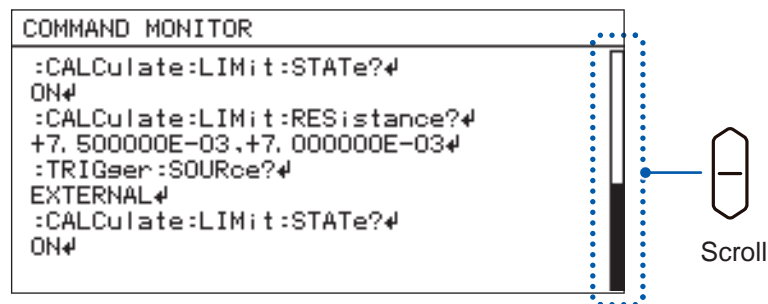 COMMAND MONITOR
:CALCulate:LIMit:STATe?↲
ON↲
:CALCulate:LIMit:RESistance?↲
+7.500000E-03,+7.000000E-03↲
:TRIGger:SOURce?↲
EXTERNAL↲
:CALCulate:LIMit:STATe?↲
ON↲
Scroll